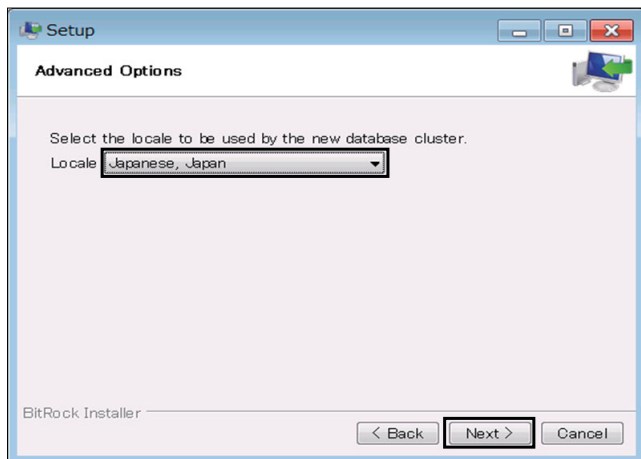 Setup
Advanced Options
Select the locale to be used by the new database cluster.
Locale Japanese, Japan
BitRock Installer
< Back Next > Cancel